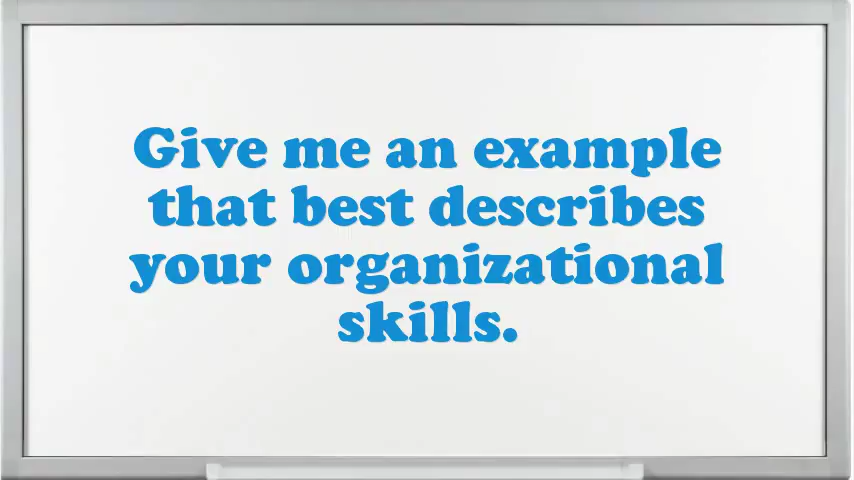 Give me an example
that best describes
your organizational
skills.